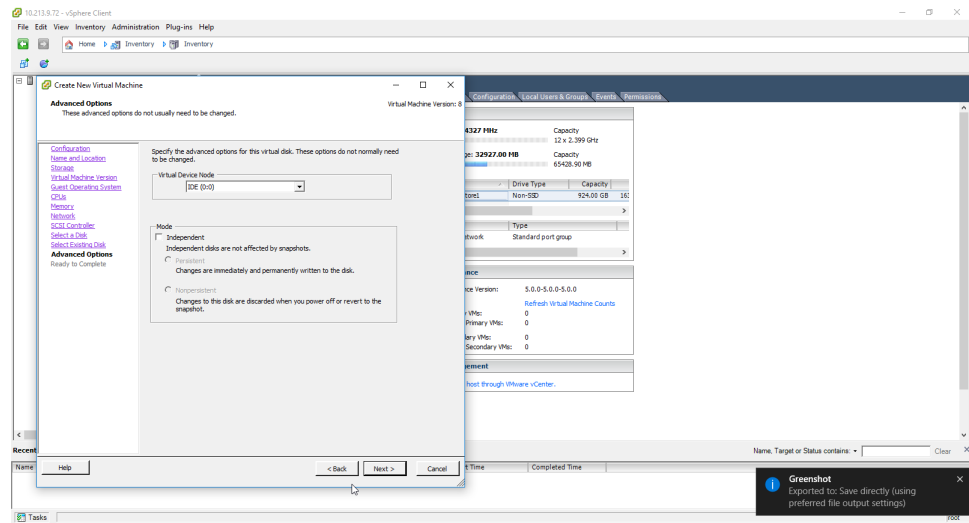 10.213.9.72 - vSphere Client
File Edit View Inventory Administration Plug-ins Help
Home Inventory Inventory
Create New Virtual Machine
Advanced Options
These advanced options do not usually need to be changed.
Virtual Machine Version: 8
Configuration
Name and Location
Storage
Virtual Machine Version
Guest Operating System
CPUs
Memory
Network
SCSI Controller
Select a Disk
Select Existing Disk
Advanced Options
Ready to Complete
Specify the advanced options for this virtual disk. These options do not normally need
to be changed.
Virtual Device Node
IDE (0:0)
Mode
Independent
Independent disks are not affected by snapshots.
Persistent
Changes are immediately and permanently written to the disk.
Nonpersistent
Changes to this disk are discarded when you power off or revert to the
snapshot.
Help
< Back Next > Cancel
Configuration Local Users & Groups Events Permissions
4327 MHz Capacity
12 x 2.399 GHz
ge: 32927.00 MB Capacity
65428.90 MB
Drive Type Capacity
tore1 Non-SSD 924.00 GB 16
Type
etwork Standard port group
ance
nce Version: 5.0.0-5.0.0-5.0.0
Refresh Virtual Machine Counts
y VMs: 0
Primary VMs: 0
dary VMs: 0
Secondary VMs: 0
gement
host through VMware vCenter.
Recent
Name, Target or Status contains: Clear
Name t Time Completed Time
Greenshot
Exported to: Save directly (using
preferred file output settings)
Tasks root